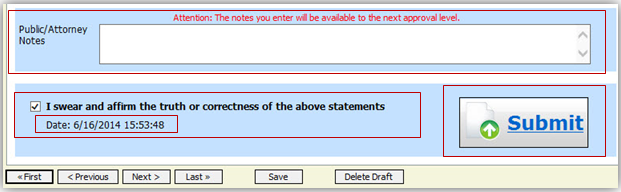 Attention: The notes you enter will be available to the next approval level.
Public/Attorney
Notes
I swear and affirm the truth or correctness of the above statements
Date: 6/16/2014 15:53:48
Submit
« First < Previous Next > Last » Save Delete Draft